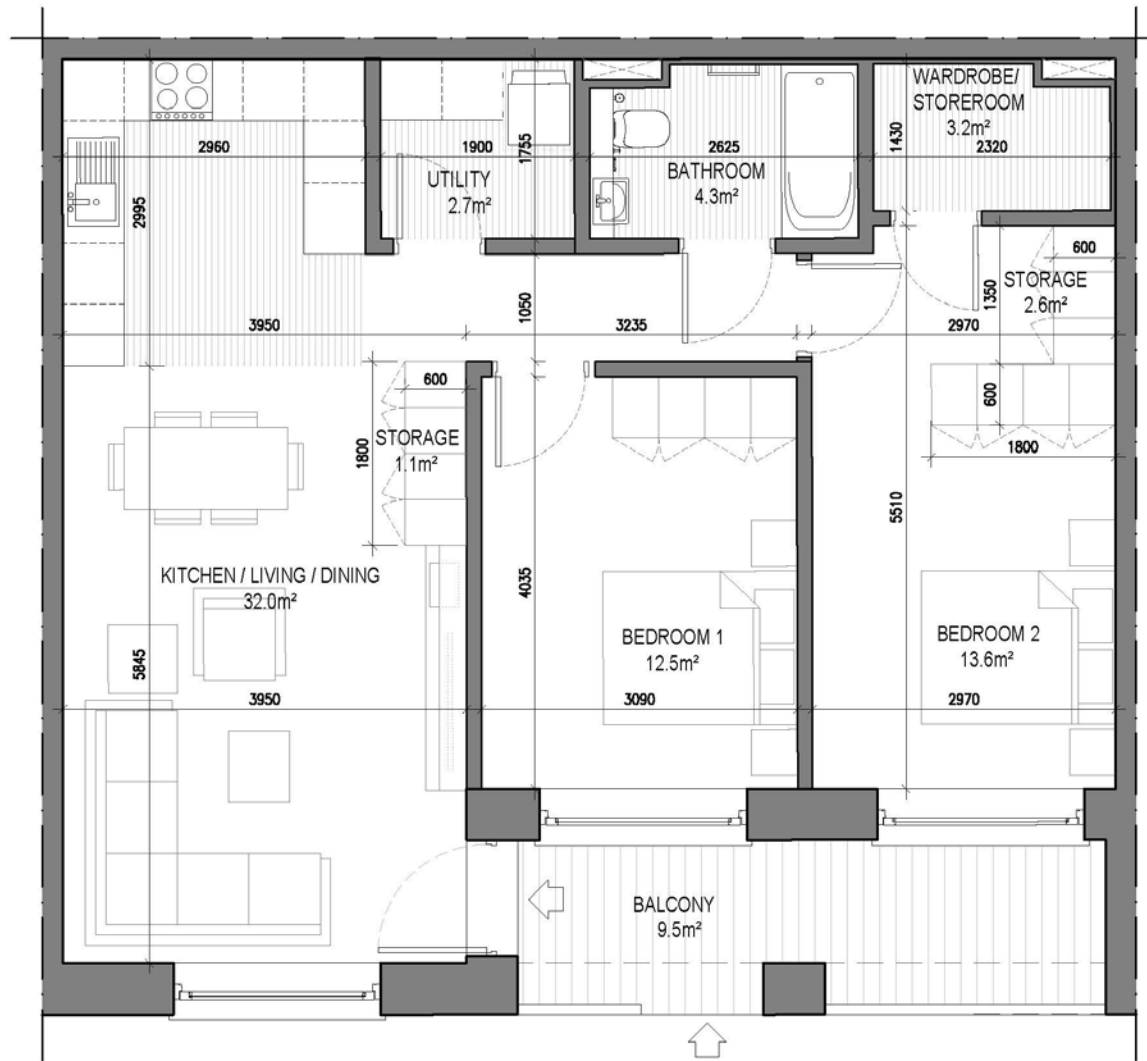 WARDROBE/
STOREROOM
3.2m²
2960
1900
1755
2625
1430
2320
UTILITY
2.7m²
BATHROOM
4.3m²
2995
600
STORAGE
2.6m²
1350
3950
1050
3235
2970
600
600
STORAGE
1.1m²
1800
1800
5510
4035
KITCHEN / LIVING / DINING
32.0m²
BEDROOM 1
12.5m²
BEDROOM 2
13.6m²
5845
3950
3090
2970
BALCONY
9.5m²